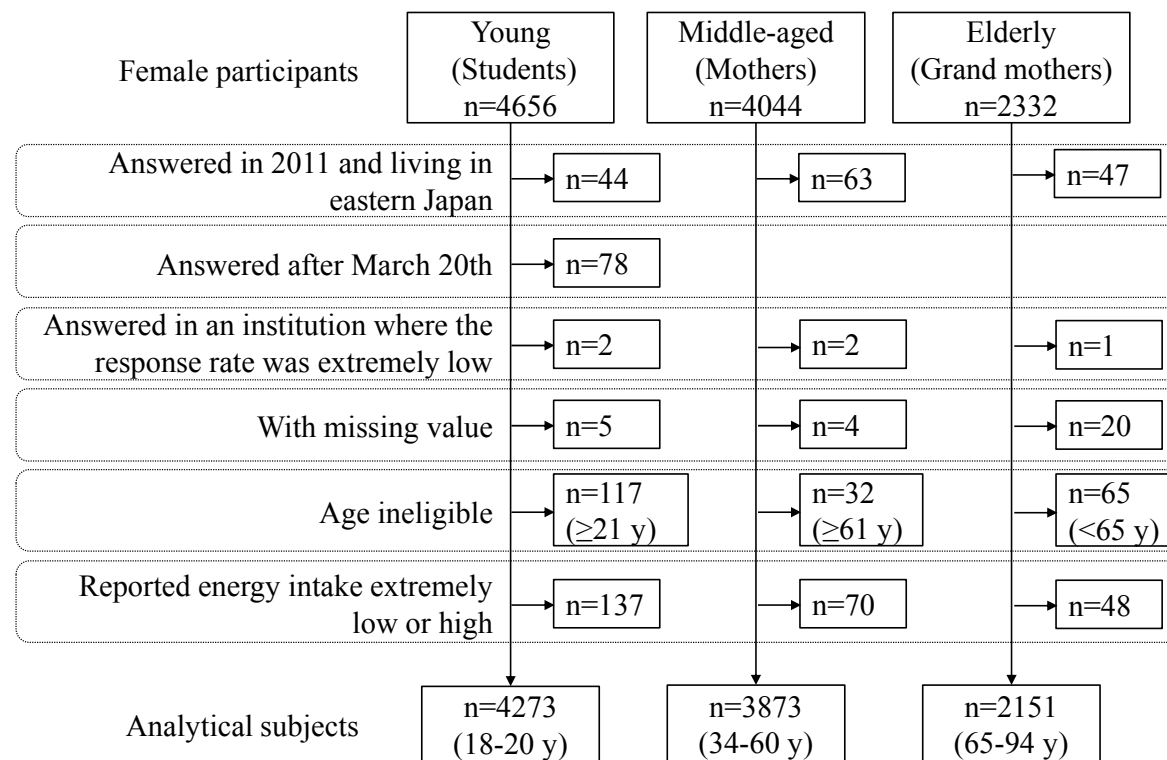 Female participants
Young
(Students)
n=4656
Middle-aged
(Mothers)
n=4044
Elderly
(Grand mothers)
n=2332
Answered in 2011 and living in
eastern Japan
n=44
n=63
n=47
Answered after March 20th
n=78
Answered in an institution where the
response rate was extremely low
n=2
n=2
n=1
With missing value
n=5
n=4
n=20
Age ineligible
n=117
(≥21 y)
n=32
(≥61 y)
n=65
(<65 y)
Reported energy intake extremely
low or high
n=137
n=70
n=48
Analytical subjects
n=4273
(18-20 y)
n=3873
(34-60 y)
n=2151
(65-94 y)